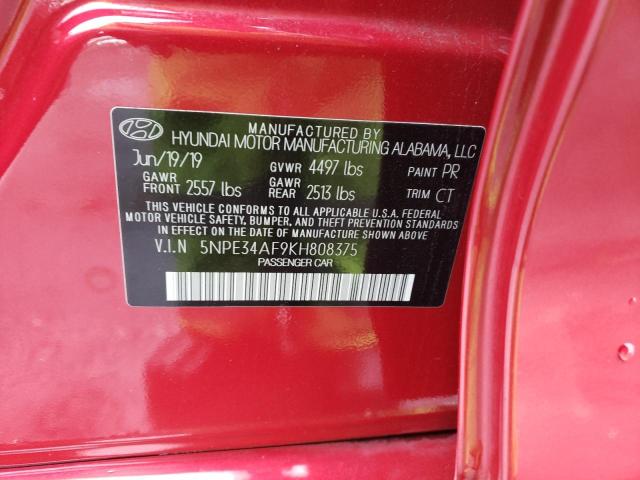 MANUFACTURED BY
HYUNDAI MOTOR MANUFACTURING ALABAMA, LLC
Jun/19/19 GVWR 4497 lbs PAINT PR
GAWR FRONT 2557 lbs GAWR REAR 2513 lbs TRIM CT
THIS VEHICLE CONFORMS TO ALL APPLICABLE U.S.A. FEDERAL
MOTOR VEHICLE SAFETY, BUMPER, AND THEFT PREVENTION STANDARDS
IN EFFECT ON THE DATE OF MANUFACTURE SHOWN ABOVE.
V.I.N 5NPE34AF9KH808375
PASSENGER CAR